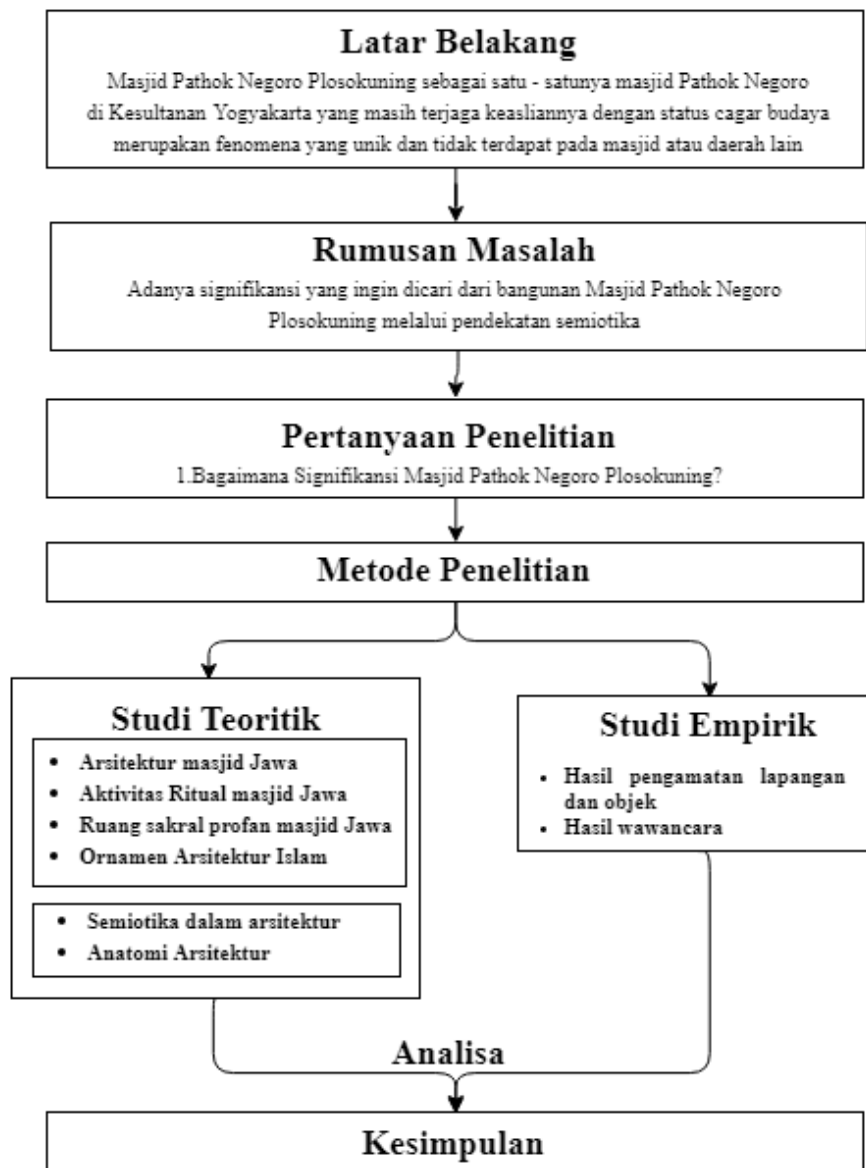 Latar Belakang
Masjid Pathok Negoro Plosokuning sebagai satu - satunya masjid Pathok Negoro
di Kesultanan Yogyakarta yang masih terjaga keasliannya dengan status cagar budaya
merupakan fenomena yang unik dan tidak terdapat pada masjid atau daerah lain
Rumusan Masalah
Adanya signifikansi yang ingin dicari dari bangunan Masjid Pathok Negoro
Plosokuning melalui pendekatan semiotika
Pertanyaan Penelitian
1.Bagaimana Signifikansi Masjid Pathok Negoro Plosokuning?
Metode Penelitian
Studi Teoritik
• Arsitektur masjid Jawa
• Aktivitas Ritual masjid Jawa
• Ruang sakral profan masjid Jawa
• Ornamen Arsitektur Islam
• Semiotika dalam arsitektur
• Anatomi Arsitektur
Studi Empirik
• Hasil pengamatan lapangan
dan objek
• Hasil wawancara
Analisa
Kesimpulan